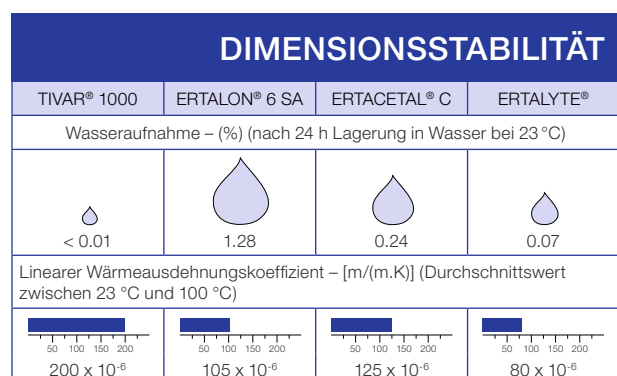 DIMENSIONSSTABILITÄT
TIVAR® 1000 ERTALON® 6 SA ERTACETAL® C ERTALYTE®
Wasseraufnahme – (%) (nach 24 h Lagerung in Wasser bei 23 °C)
< 0.01 1.28 0.24 0.07
Linearer Wärmeausdehnungskoeffizient – [m/(m.K)] (Durchschnittswert
zwischen 23 °C und 100 °C)
50 100 150 200 50 100 150 200 50 100 150 200 50 100 150 200
200 x 10⁻⁶ 105 x 10⁻⁶ 125 x 10⁻⁶ 80 x 10⁻⁶